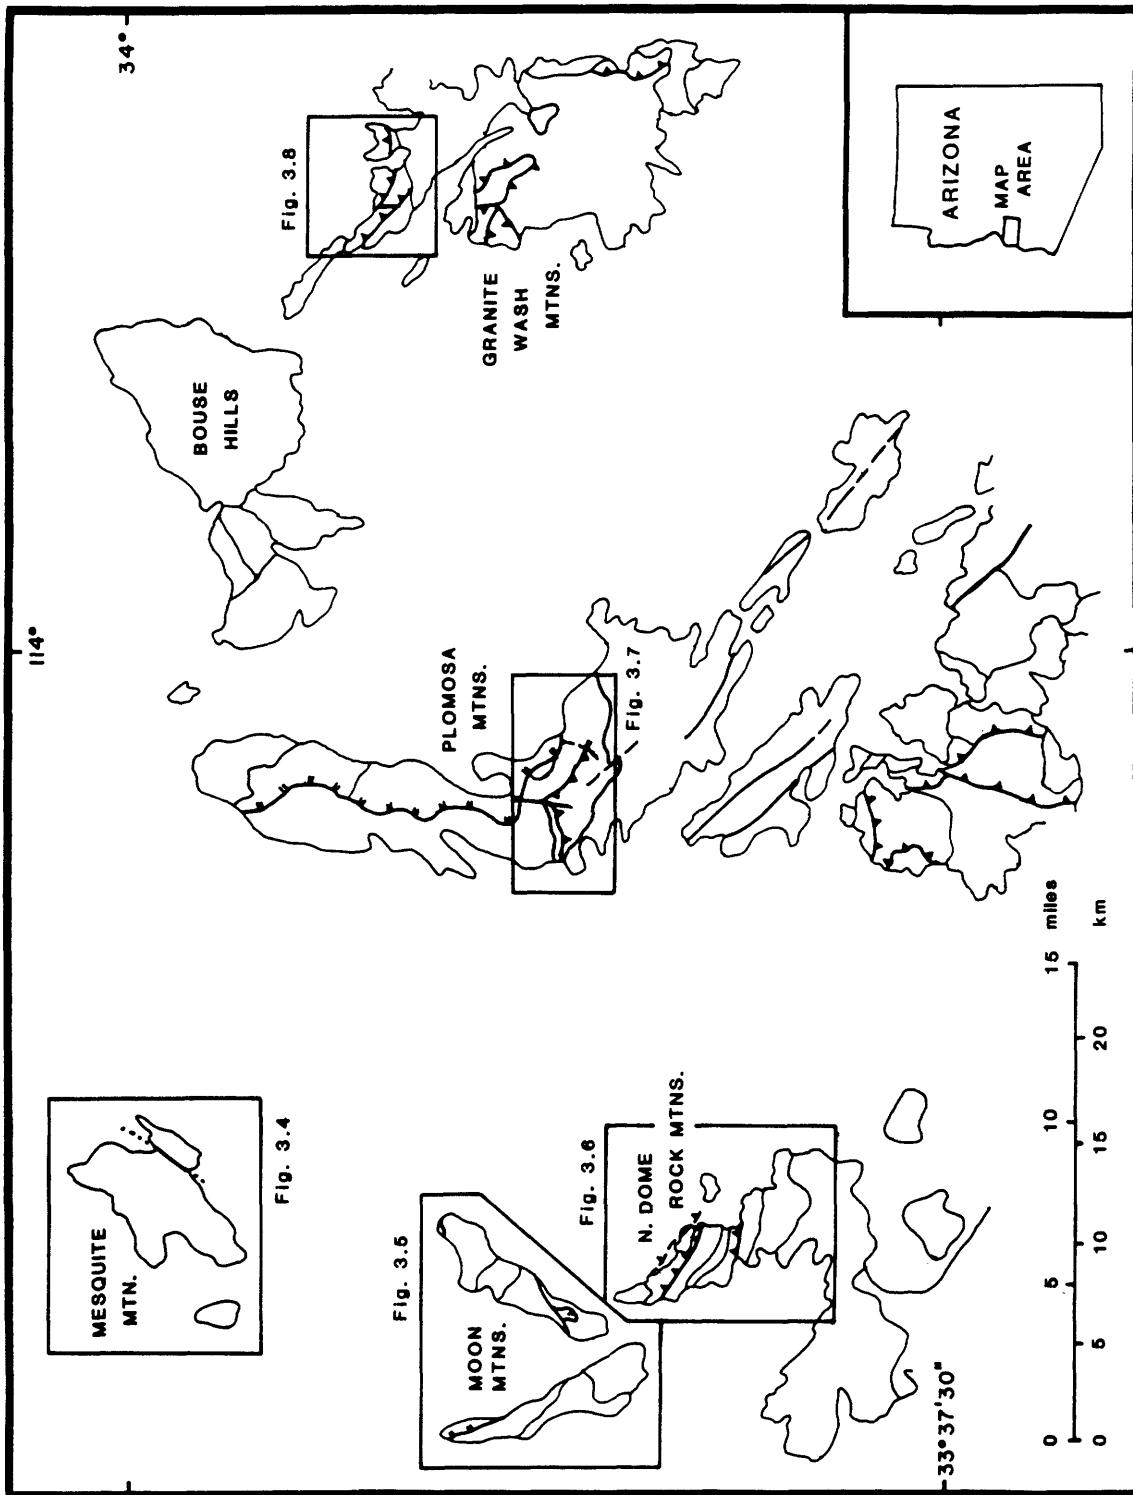 114°
34°
MESQUITE
MTN.
Fig. 3.4
BOUSE
HILLS
Fig. 3.8
Fig. 3.5
MOON
MTNS.
PLOMOSA
MTNS.
GRANITE
WASH
MTNS.
Fig. 3.6
N. DOME
ROCK MTNS.
Fig. 3.7
33°37'30"
ARIZONA
MAP
AREA
0 5 10 15 miles
0 5 10 15 20 km